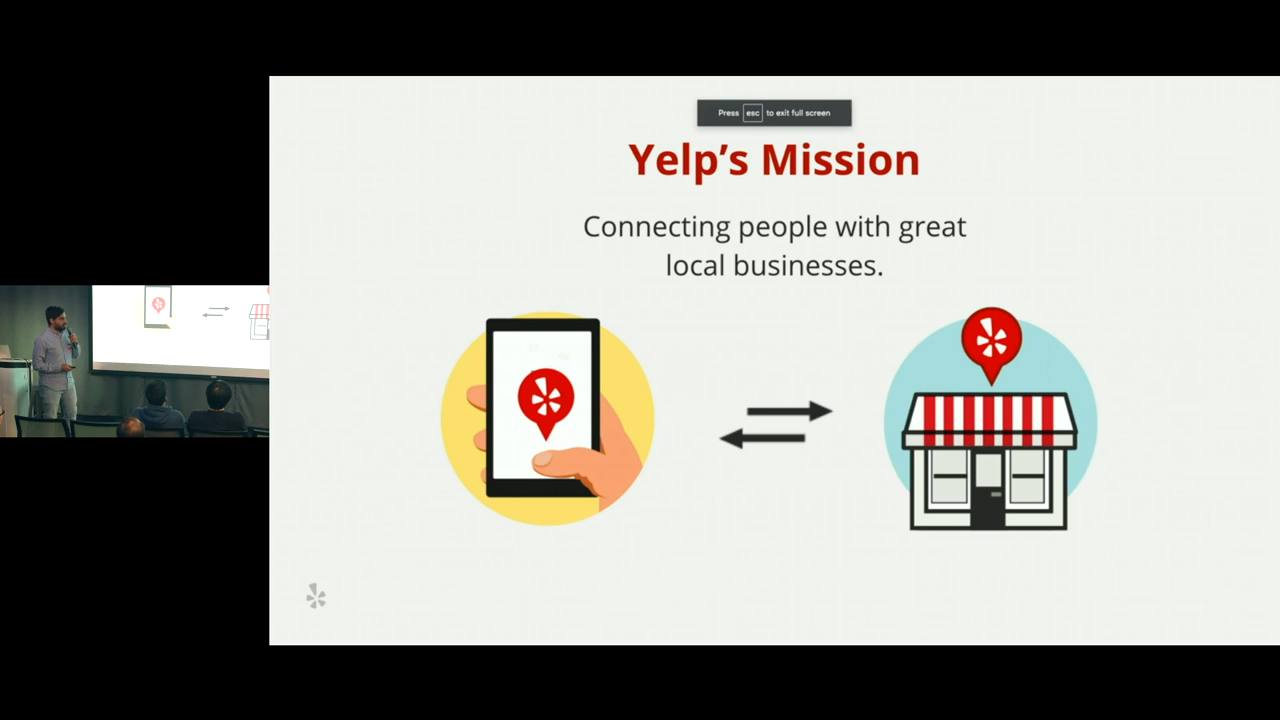 Press esc to exit full screen
Yelp’s Mission
Connecting people with great
local businesses.